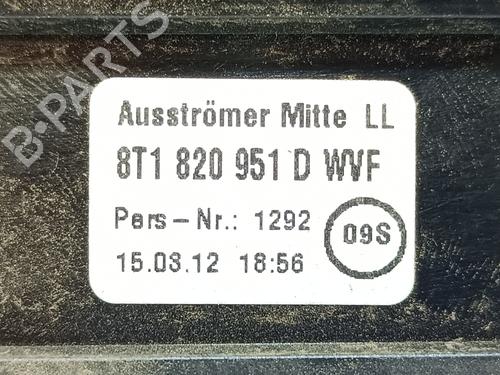 B-PARTS
Ausströmer Mitte LL
8T1 820 951 D WVF
Pers-Nr.: 1292
09S
15.03.12 18:56